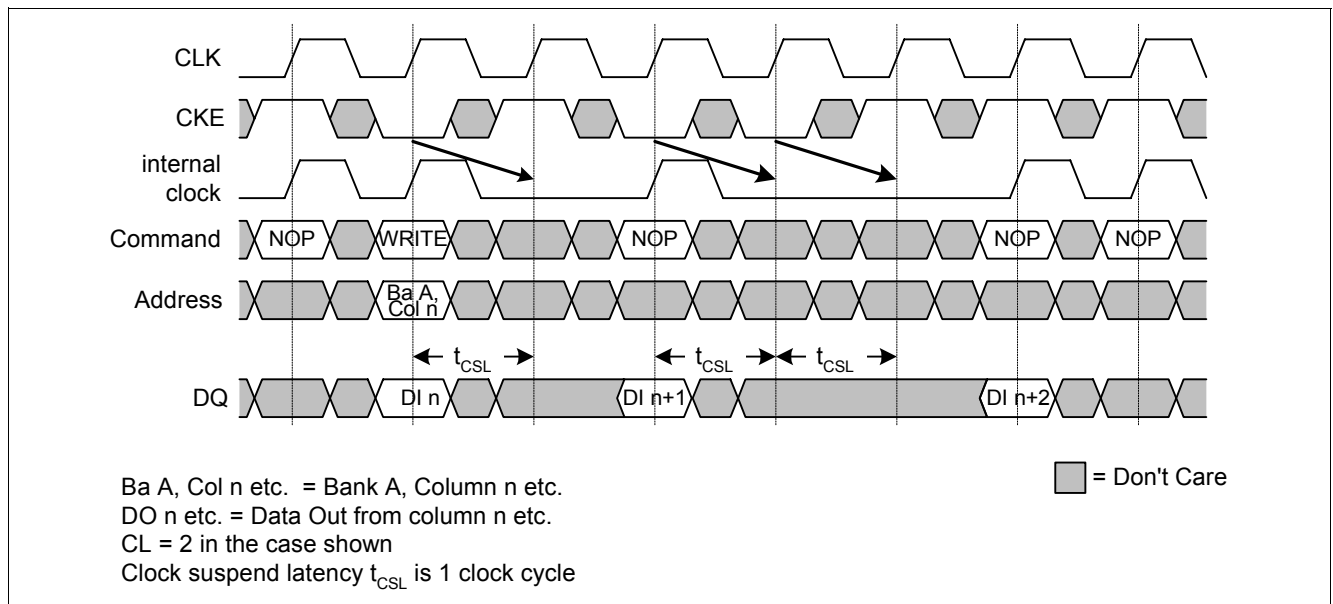 CLK
CKE
internal
clock
Command NOP WRITE NOP NOP NOP
Address Ba A,
Col n
tCSL tCSL tCSL
DQ DI n DI n+1 DI n+2
Ba A, Col n etc. = Bank A, Column n etc.
DO n etc. = Data Out from column n etc.
CL = 2 in the case shown
Clock suspend latency tCSL is 1 clock cycle
= Don't Care